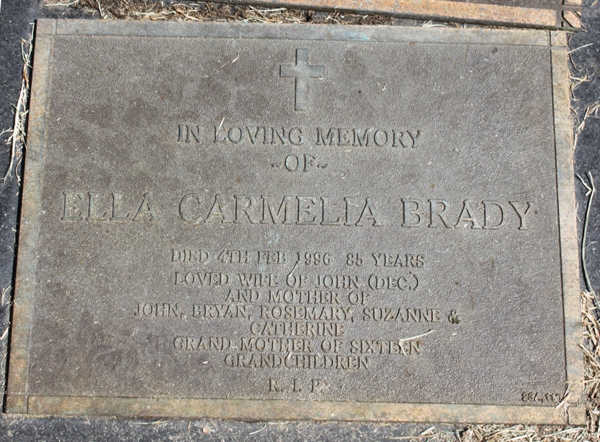 IN LOVING MEMORY
~OF~
ELLA CARMELIA BRADY
DIED 4TH FEB 1996 85 YEARS
LOVED WIFE OF JOHN (DEC.)
AND MOTHER OF
JOHN, BRYAN, ROSEMARY, SUZANNE &
CATHERINE
GRAND-MOTHER OF SIXTEEN
GRANDCHILDREN
R. I. P.